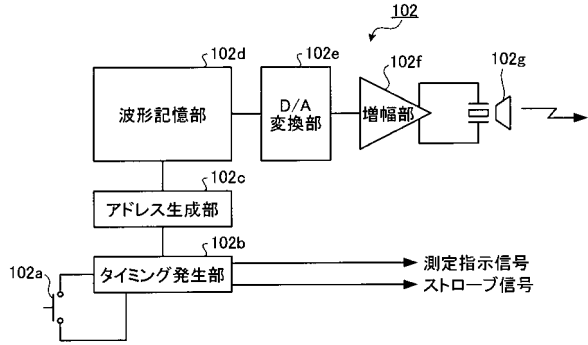 102
102d
102e
102f
102g
波形記憶部
D/A
変換部
増幅部
102c
アドレス生成部
102b
102a
タイミング発生部
測定指示信号
ストローブ信号